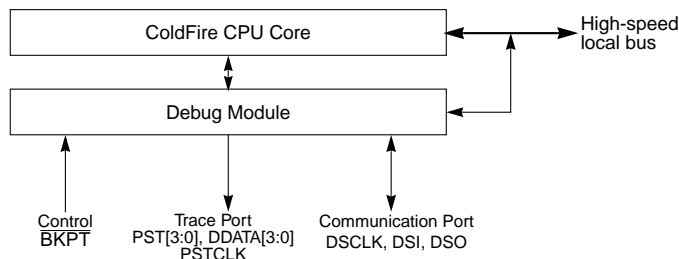 ColdFire CPU Core
High-speed
local bus
Debug Module
Control
BKPT
Trace Port
PST[3:0], DDATA[3:0]
PSTCLK
Communication Port
DSCLK, DSI, DSO